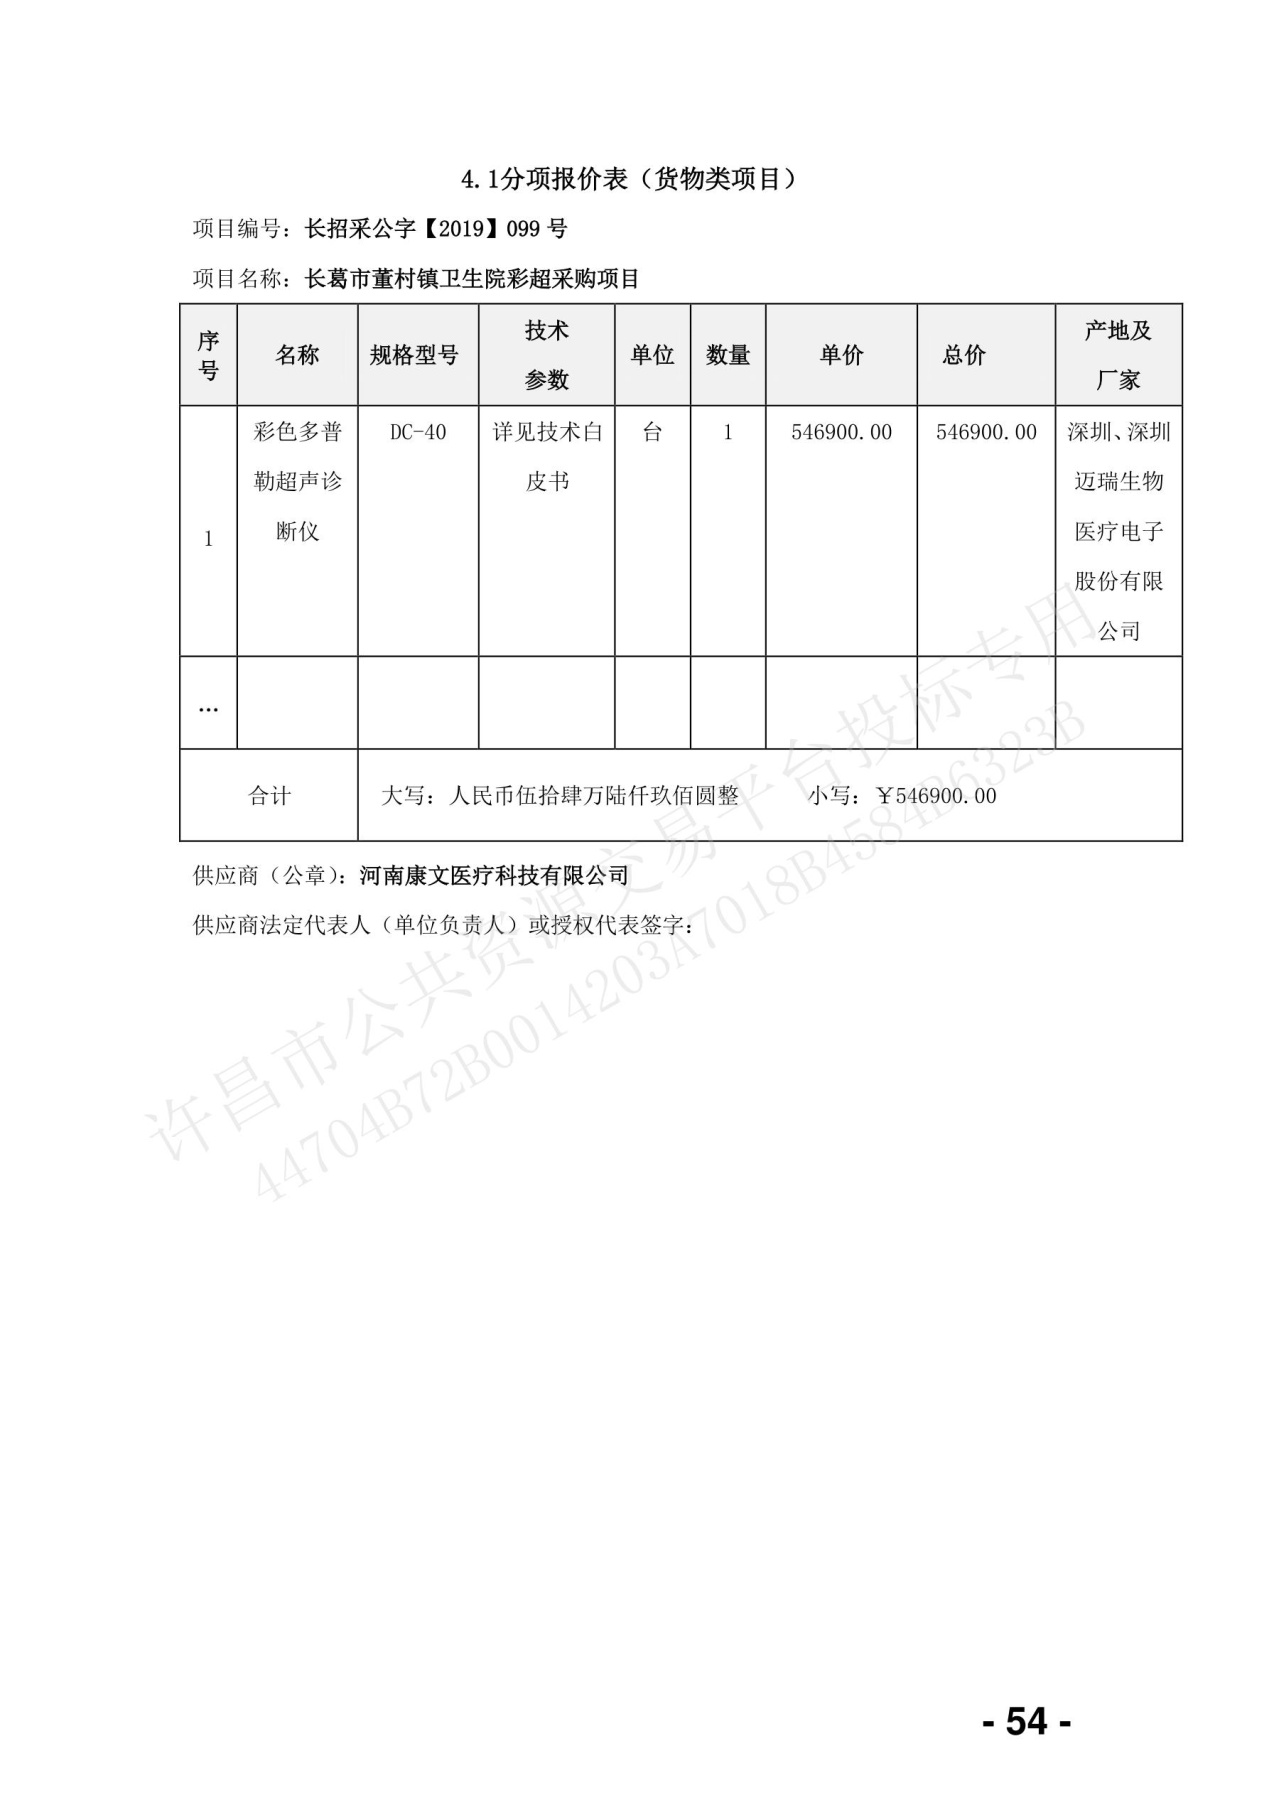 4.1分项报价表（货物类项目）
项目编号：长招采公字【2019】099 号
项目名称：长葛市董村镇卫生院彩超采购项目
序号 名称 规格型号 技术参数 单位 数量 单价 总价 产地及厂家
1 彩色多普勒超声诊断仪 DC-40 详见技术白皮书 台 1 546900.00 546900.00 深圳、深圳迈瑞生物医疗电子股份有限公司
…
合计 大写：人民币伍拾肆万陆仟玖佰圆整 小写：￥546900.00
供应商（公章）：河南康文医疗科技有限公司
供应商法定代表人（单位负责人）或授权代表签字：
许昌市公共资源交易平台投标专用
44704B72B0014203A7018B4584B6323B
- 54 -